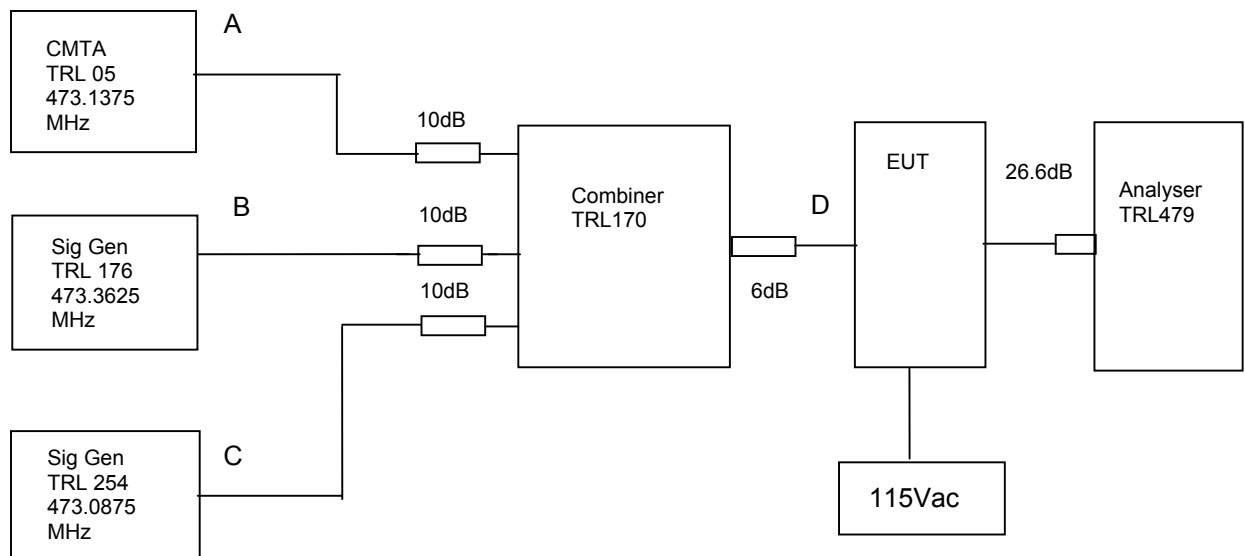 A
CMTA
TRL 05
473.1375
MHz
10dB
B
Sig Gen
TRL 176
473.3625
MHz
10dB
10dB
C
Sig Gen
TRL 254
473.0875
MHz
Combiner
TRL170
D
6dB
EUT
26.6dB
Analyser
TRL479
115Vac